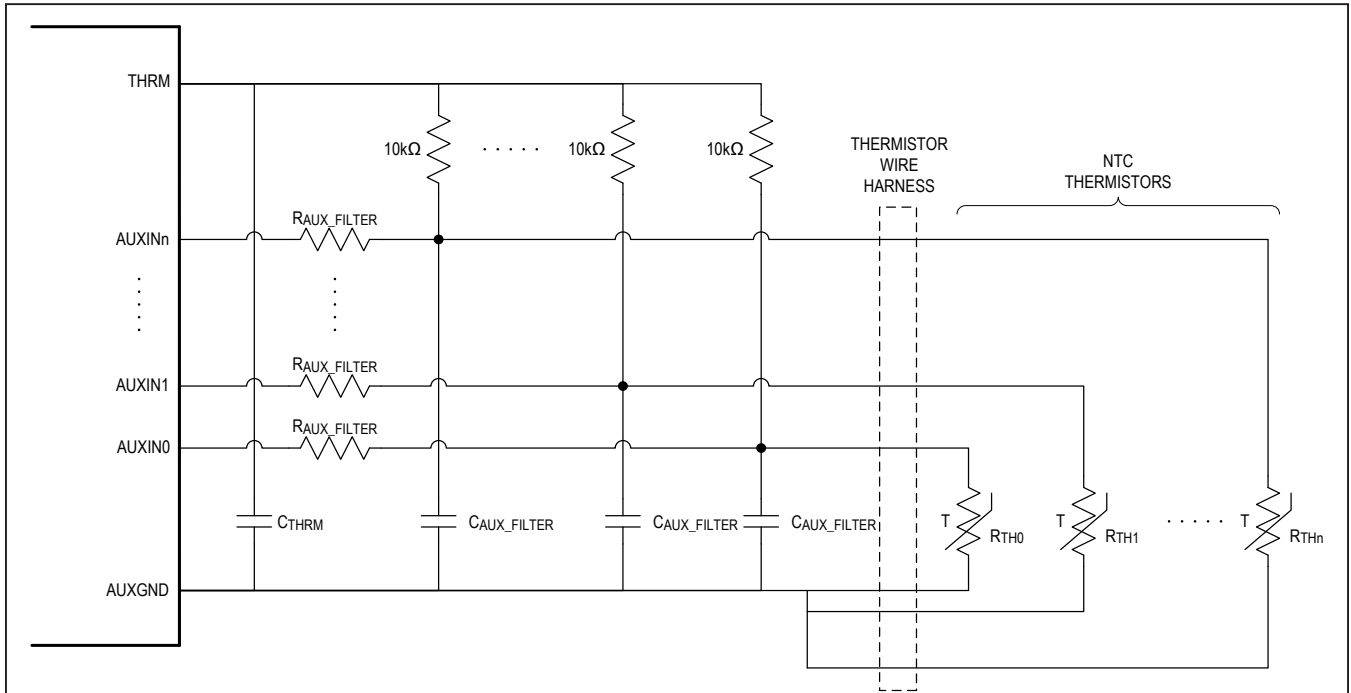 THRM
10kΩ
10kΩ
10kΩ
THERMISTOR
WIRE
HARNESS
NTC
THERMISTORS
AUXINn
RAUX_FILTER
AUXIN1
RAUX_FILTER
AUXIN0
RAUX_FILTER
CTHRM
CAUX_FILTER
CAUX_FILTER
CAUX_FILTER
T
RTH0
T
RTH1
T
RTHn
AUXGND